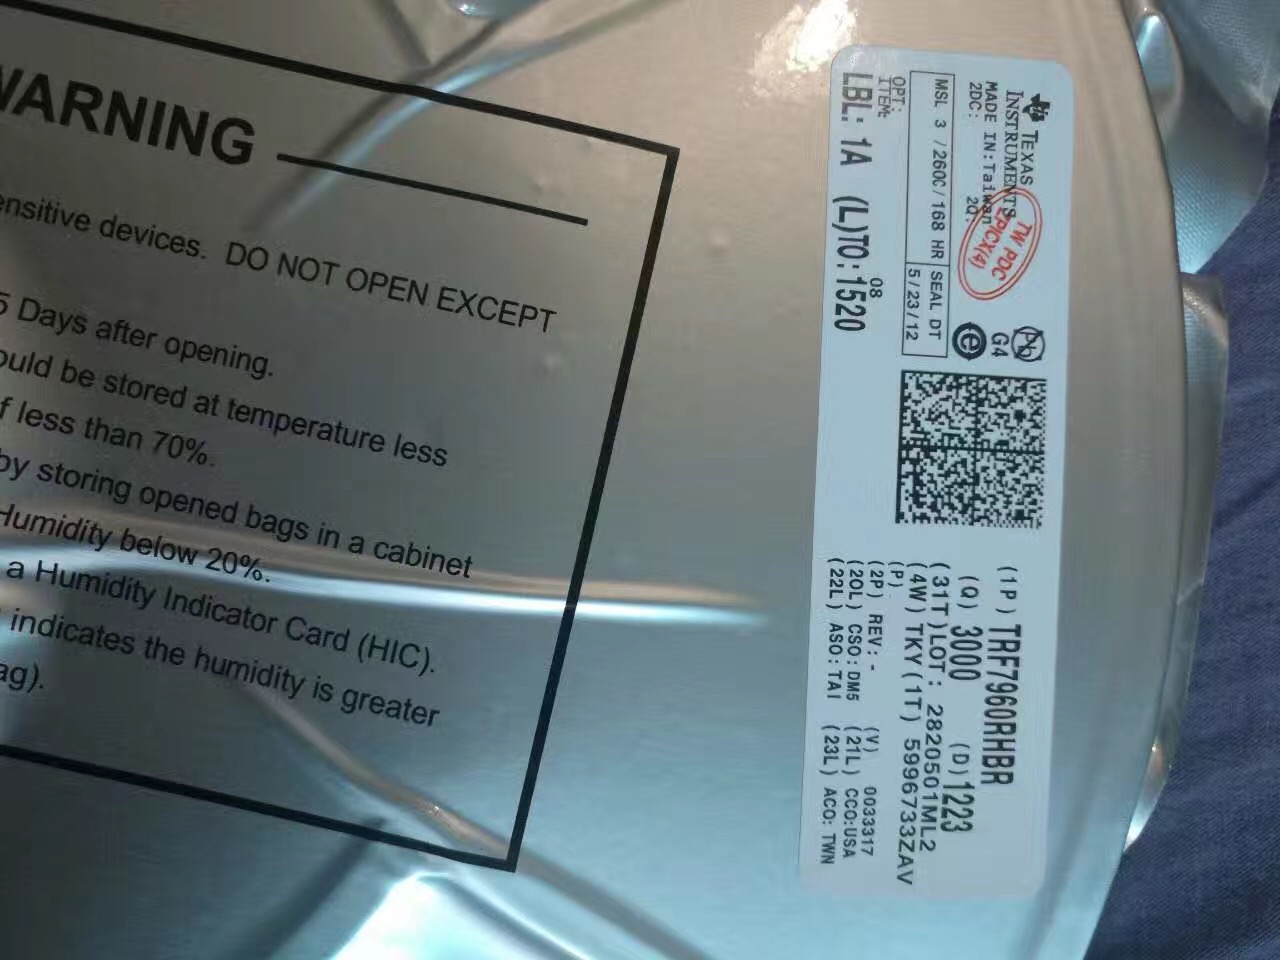 WARNING
ensitive devices. DO NOT OPEN EXCEPT
5 Days after opening.
ould be stored at temperature less
f less than 70%.
by storing opened bags in a cabinet
Humidity below 20%.
a Humidity Indicator Card (HIC).
indicates the humidity is greater
ag).
TEXAS
INSTRUMENTS
MADE IN:Taiwan
2DC: 2Q:
TW PDC
G4
Pb
e
MSL 3 /260C/168 HR SEAL DT
5/23/12
OPT:
ITEM:
LBL: 1A (L)TO:1520
08
(1P) TRF7960RHBR
(Q) 3000 (D)1223
(31T)LOT: 2820501ML2
(4W) TKY(1T) 5996733ZAV
(P)
(2P) REV: - (V) 0033317
(20L) CSO:DM5 (21L) CCO:USA
(22L) ASO:TAI (23L) ACO: TWN